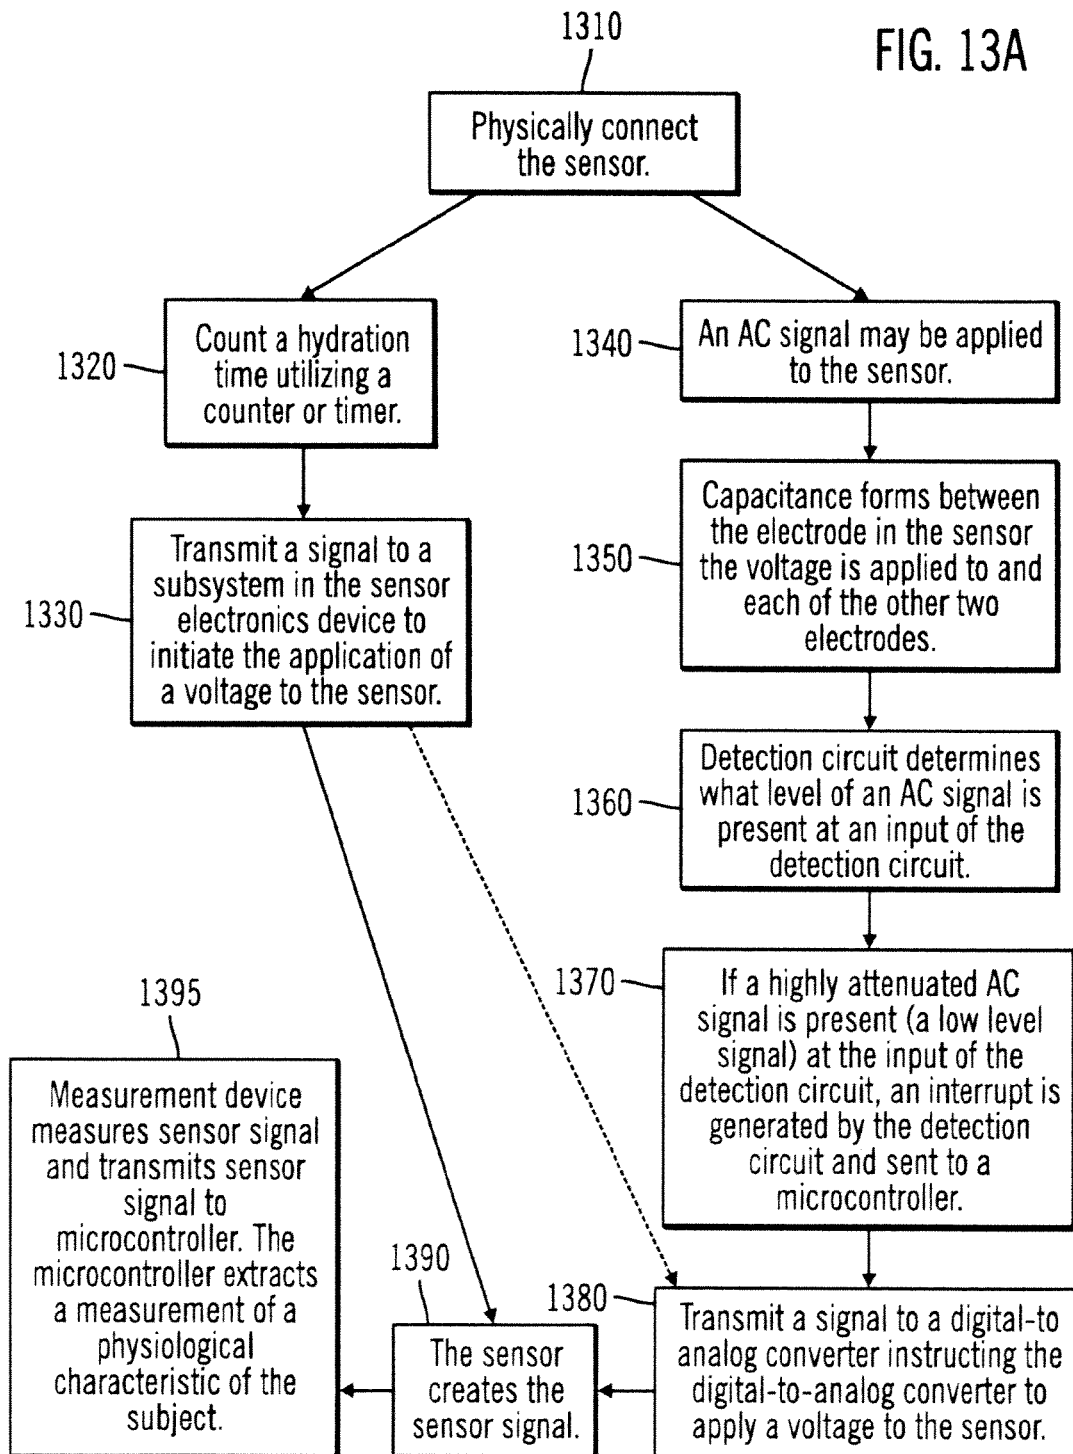 FIG. 13A
1310
Physically connect
the sensor.
1320
Count a hydration
time utilizing a
counter or timer.
1330
Transmit a signal to a
subsystem in the sensor
electronics device to
initiate the application of
a voltage to the sensor.
1340
An AC signal may be applied
to the sensor.
1350
Capacitance forms between
the electrode in the sensor
the voltage is applied to and
each of the other two
electrodes.
1360
Detection circuit determines
what level of an AC signal is
present at an input of the
detection circuit.
1370
If a highly attenuated AC
signal is present (a low level
signal) at the input of the
detection circuit, an interrupt is
generated by the detection
circuit and sent to a
microcontroller.
1380
Transmit a signal to a digital-to
analog converter instructing the
digital-to-analog converter to
apply a voltage to the sensor.
1390
The sensor
creates the
sensor signal.
1395
Measurement device
measures sensor signal
and transmits sensor
signal to
microcontroller. The
microcontroller extracts
a measurement of a
physiological
characteristic of the
subject.